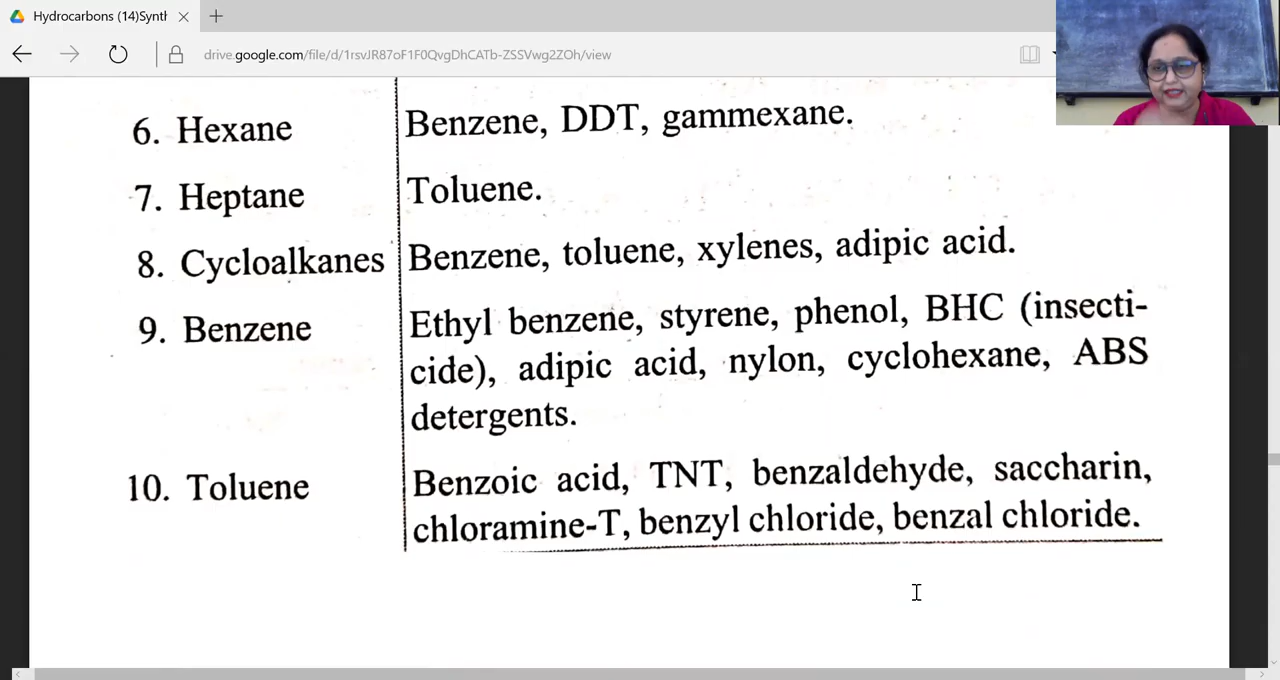 Hydrocarbons (14)Synth
drive.google.com/file/d/1rsvJR87oF1F0QvgDhCATb-ZSSVwg2ZOh/view
6. Hexane Benzene, DDT, gammexane.
7. Heptane Toluene.
8. Cycloalkanes Benzene, toluene, xylenes, adipic acid.
9. Benzene Ethyl benzene, styrene, phenol, BHC (insecti-
cide), adipic acid, nylon, cyclohexane, ABS
detergents.
10. Toluene Benzoic acid, TNT, benzaldehyde, saccharin,
chloramine-T, benzyl chloride, benzal chloride.